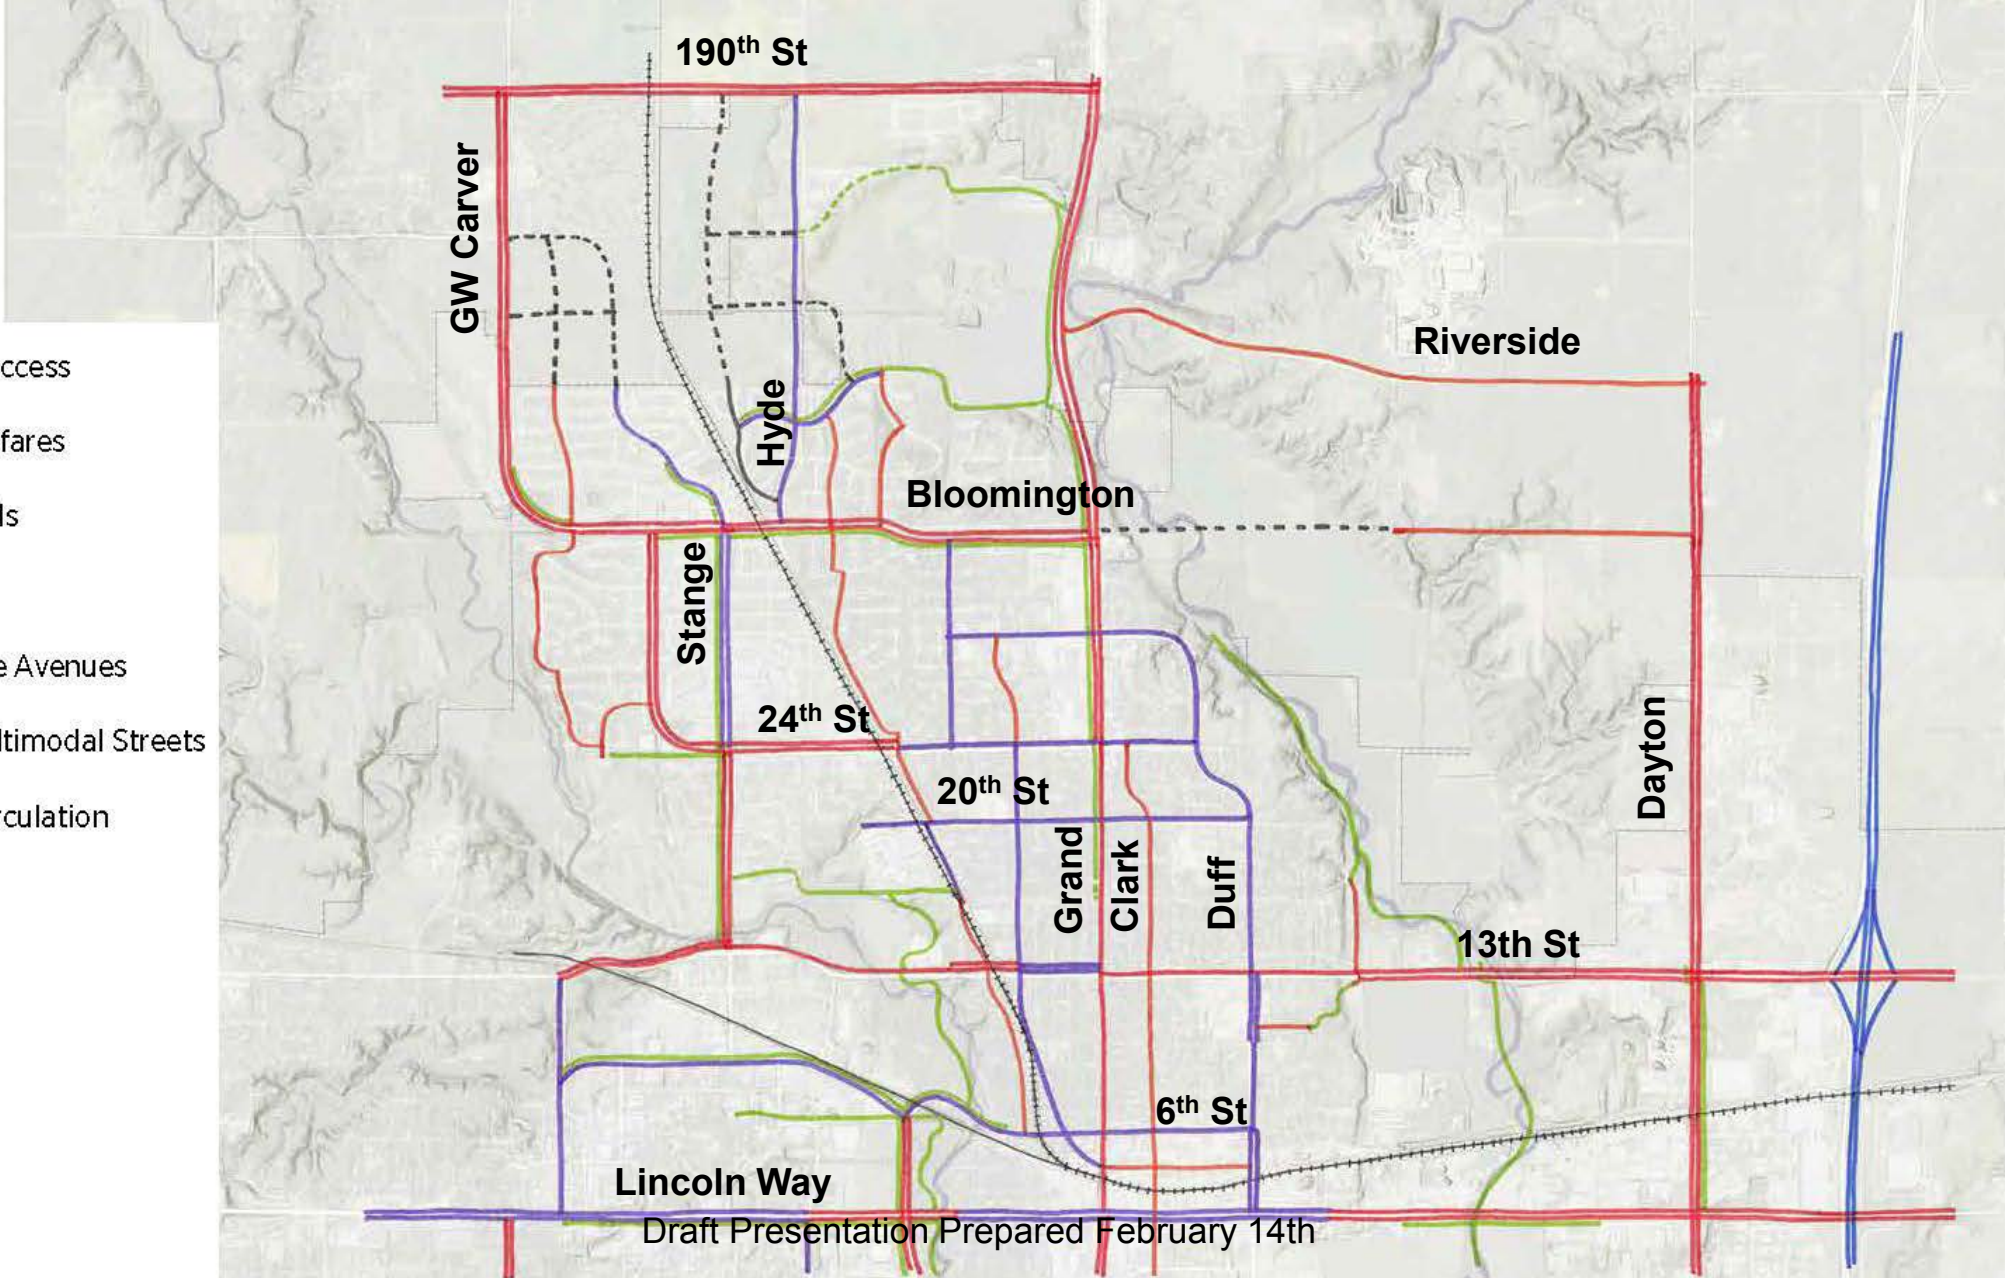 190th St
GW Carver
ccess
Riverside
fares
Hyde
Bloomington
ls
Stange
e Avenues
24th St
ltimodal Streets
Dayton
20th St
rculation
Grand
Clark
Duff
13th St
6th St
Lincoln Way
Draft Presentation Prepared February 14th